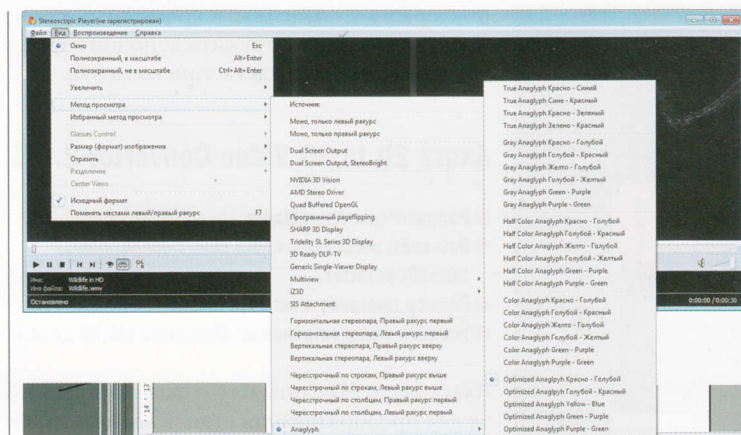 Stereoscopic Player(не зарегистрирован)
Файл Вид Воспроизведение Справка
Окно Esc
Полноэкранный, в масштабе Alt+Enter
Полноэкранный, не в масштабе Ctrl+Alt+Enter
Увеличить
Метод просмотра
Избранный метод просмотра
Glasses Control
Размер (формат) изображения
Отразить
Разделение
Center Views
Исходный формат
Поменять местами левый/правый ракурс F7
Источник
Моно, только левый ракурс
Моно, только правый ракурс
Dual Screen Output
Dual Screen Output, StereoBright
NVIDIA 3D Vision
AMD Stereo Driver
Quad Buffered OpenGL
Програманый pageflipping
SHARP 3D Display
Tridelity SL Series 3D Display
3D Ready DLP-TV
Generic Single-Viewer Display
Multiview
iZ3D
SIS Attachment
Горизонтальная стереопара, Правый ракурс первый
Горизонтальная стереопара, Левый ракурс первый
Вертикальная стереопара, Правый ракурс вверху
Вертикальная стереопара, Левый ракурс вверху
Чересстрочный по строкам, Правый ракурс выше
Чересстрочный по строкам, Левый ракурс выше
Чересстрочный по столбцам, Правый ракурс первый
Чересстрочный по столбцам, Левый ракурс первый
Anaglyph
True Anaglyph Красно - Синий
True Anaglyph Сине - Красный
True Anaglyph Красно - Зеленый
True Anaglyph Зелено - Красный
Gray Anaglyph Красно - Голубой
Gray Anaglyph Голубой - Красный
Gray Anaglyph Желто - Голубой
Gray Anaglyph Голубой - Желтый
Gray Anaglyph Green - Purple
Gray Anaglyph Purple - Green
Half Color Anaglyph Красно - Голубой
Half Color Anaglyph Голубой - Красный
Half Color Anaglyph Желто - Голубой
Half Color Anaglyph Голубой - Желтый
Half Color Anaglyph Green - Purple
Half Color Anaglyph Purple - Green
Color Anaglyph Красно - Голубой
Color Anaglyph Голубой - Красный
Color Anaglyph Желто - Голубой
Color Anaglyph Голубой - Желтый
Color Anaglyph Green - Purple
Color Anaglyph Purple - Green
Optimized Anaglpyh Красно - Голубой
Optimized Anaglyph Голубой - Красный
Optimized Anaglyph Yellow - Blue
Optimized Anaglyph Green - Purple
Optimized Anaglyph Purple - Green
Имя: Wildlife in HD
Имя файла: Wildlife.wmv
Остановлено 0:00:00 / 0:00:30